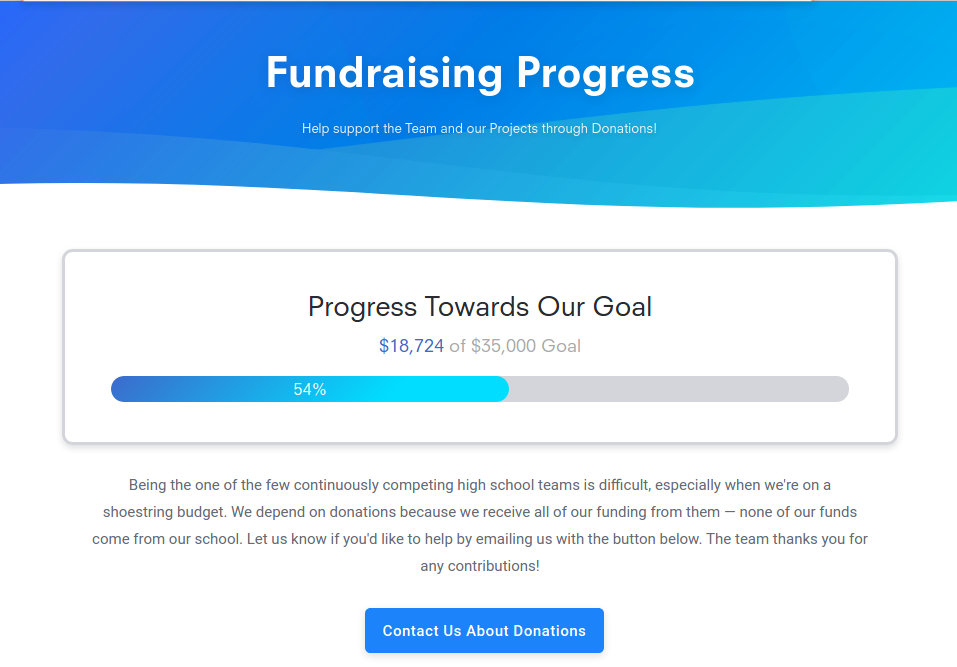 Fundraising Progress
Help support the Team and our Projects through Donations!
Progress Towards Our Goal
$18,724 of $35,000 Goal
54%
Being the one of the few continuously competing high school teams is difficult, especially when we're on a
shoestring budget. We depend on donations because we receive all of our funding from them — none of our funds
come from our school. Let us know if you'd like to help by emailing us with the button below. The team thanks you for
any contributions!
Contact Us About Donations